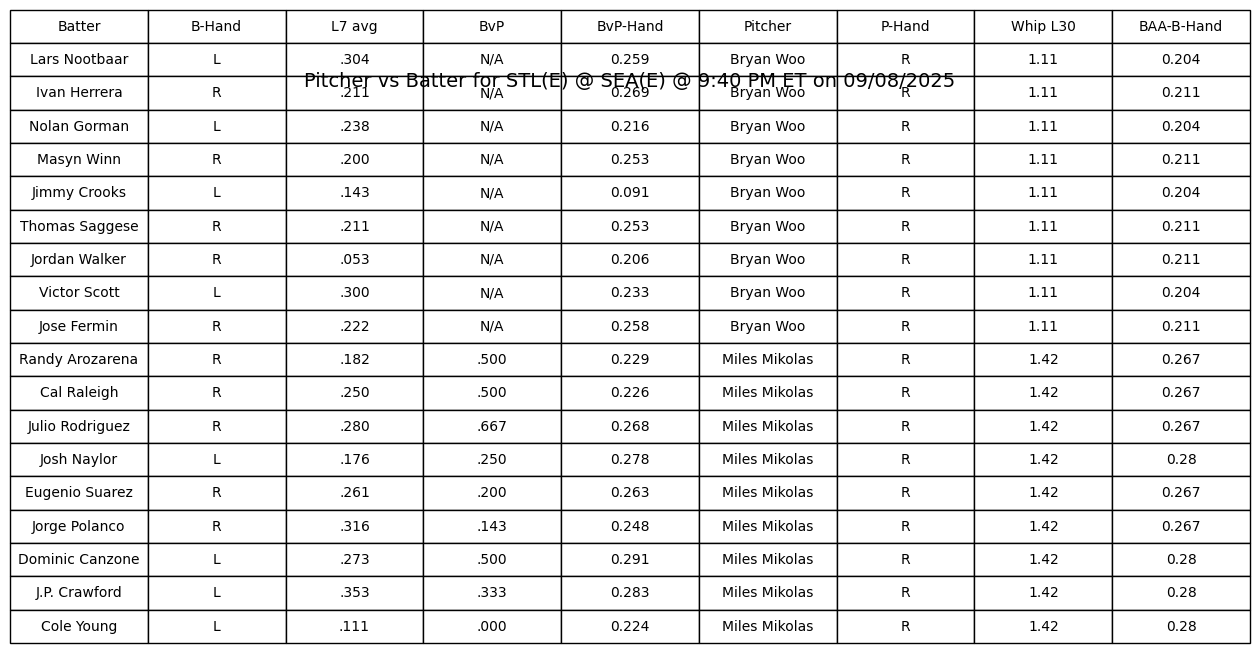 Batter B-Hand L7 avg BvP BvP-Hand Pitcher P-Hand Whip L30 BAA-B-Hand
Lars Nootbaar L .304 N/A 0.259 Bryan Woo R 1.11 0.204
Pitcher vs Batter for STL(E) @ SEA(E) @ 9:40 PM ET on 09/08/2025
Ivan Herrera R .211 N/A 0.269 Bryan Woo R 1.11 0.211
Nolan Gorman L .238 N/A 0.216 Bryan Woo R 1.11 0.204
Masyn Winn R .200 N/A 0.253 Bryan Woo R 1.11 0.211
Jimmy Crooks L .143 N/A 0.091 Bryan Woo R 1.11 0.204
Thomas Saggese R .211 N/A 0.253 Bryan Woo R 1.11 0.211
Jordan Walker R .053 N/A 0.206 Bryan Woo R 1.11 0.211
Victor Scott L .300 N/A 0.233 Bryan Woo R 1.11 0.204
Jose Fermin R .222 N/A 0.258 Bryan Woo R 1.11 0.211
Randy Arozarena R .182 .500 0.229 Miles Mikolas R 1.42 0.267
Cal Raleigh R .250 .500 0.226 Miles Mikolas R 1.42 0.267
Julio Rodriguez R .280 .667 0.268 Miles Mikolas R 1.42 0.267
Josh Naylor L .176 .250 0.278 Miles Mikolas R 1.42 0.28
Eugenio Suarez R .261 .200 0.263 Miles Mikolas R 1.42 0.267
Jorge Polanco R .316 .143 0.248 Miles Mikolas R 1.42 0.267
Dominic Canzone L .273 .500 0.291 Miles Mikolas R 1.42 0.28
J.P. Crawford L .353 .333 0.283 Miles Mikolas R 1.42 0.28
Cole Young L .111 .000 0.224 Miles Mikolas R 1.42 0.28